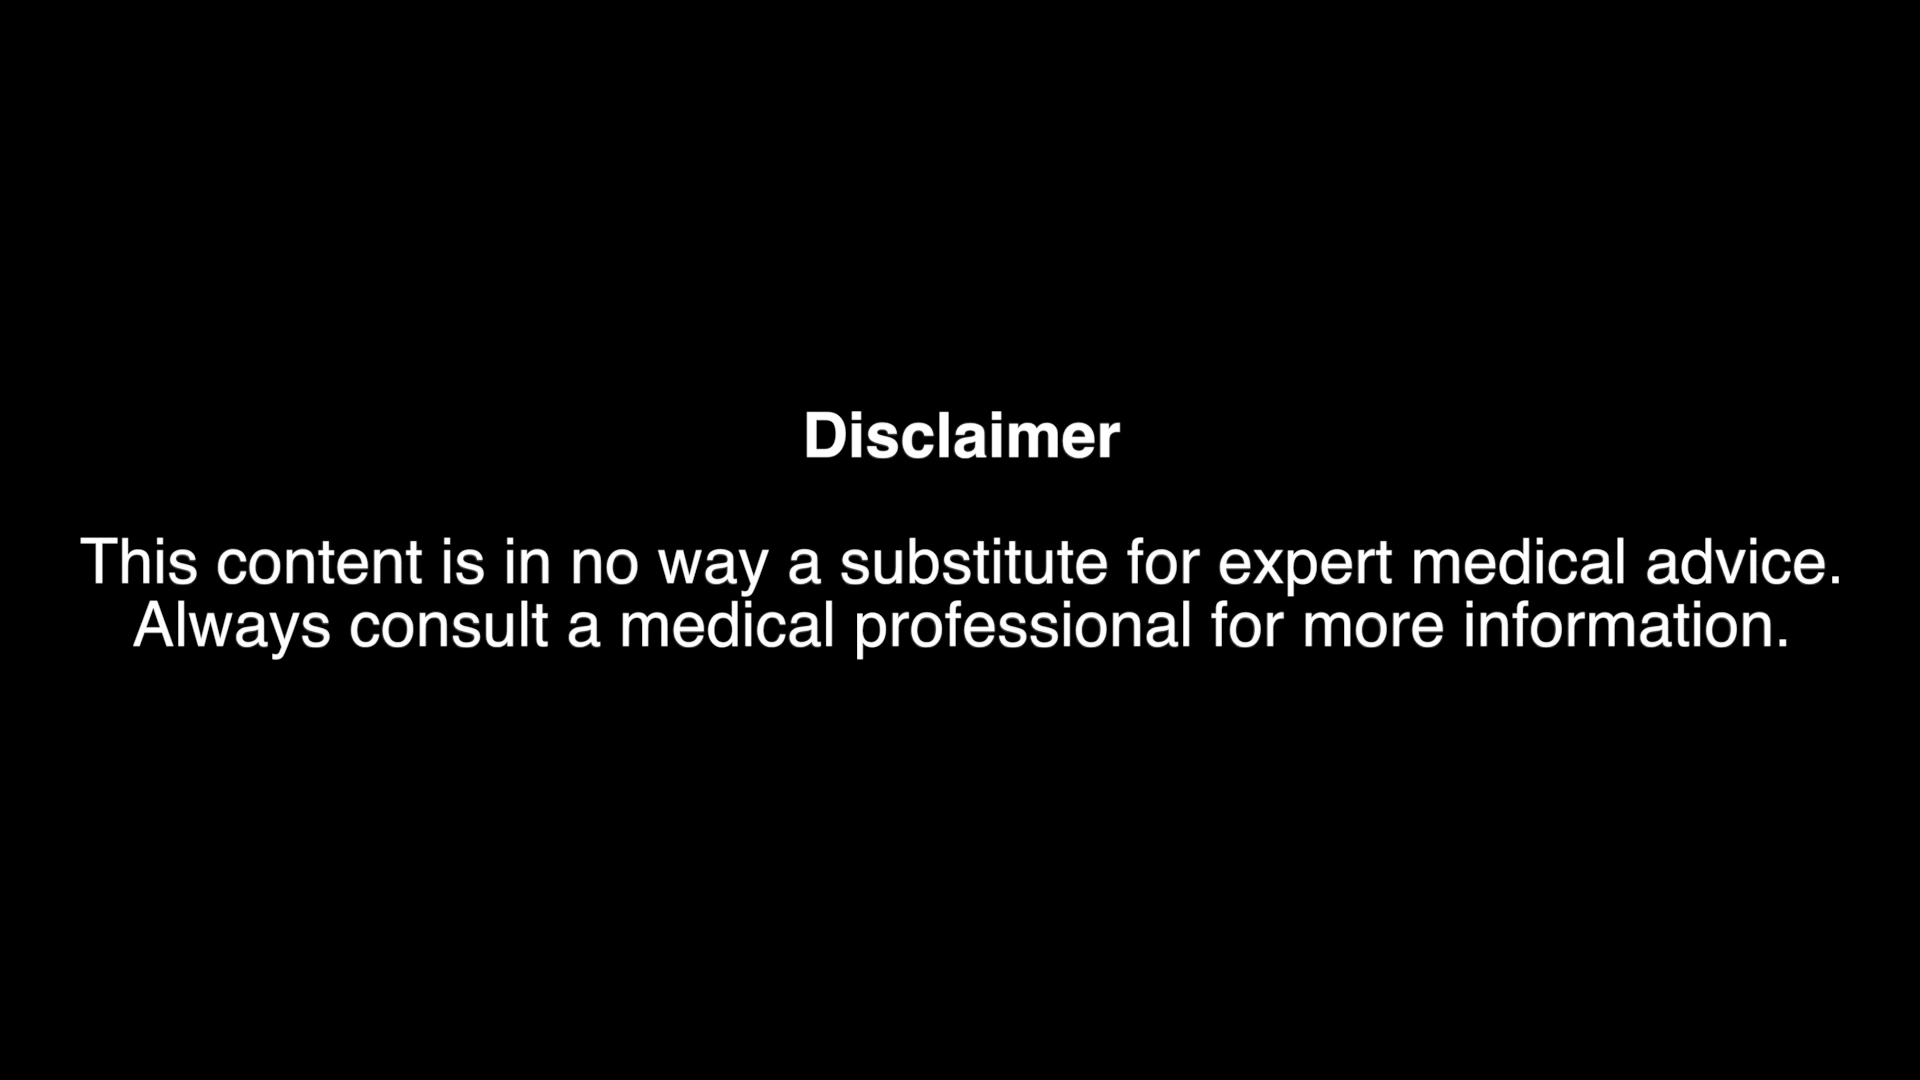 Disclaimer
This content is in no way a substitute for expert medical advice.
Always consult a medical professional for more information.